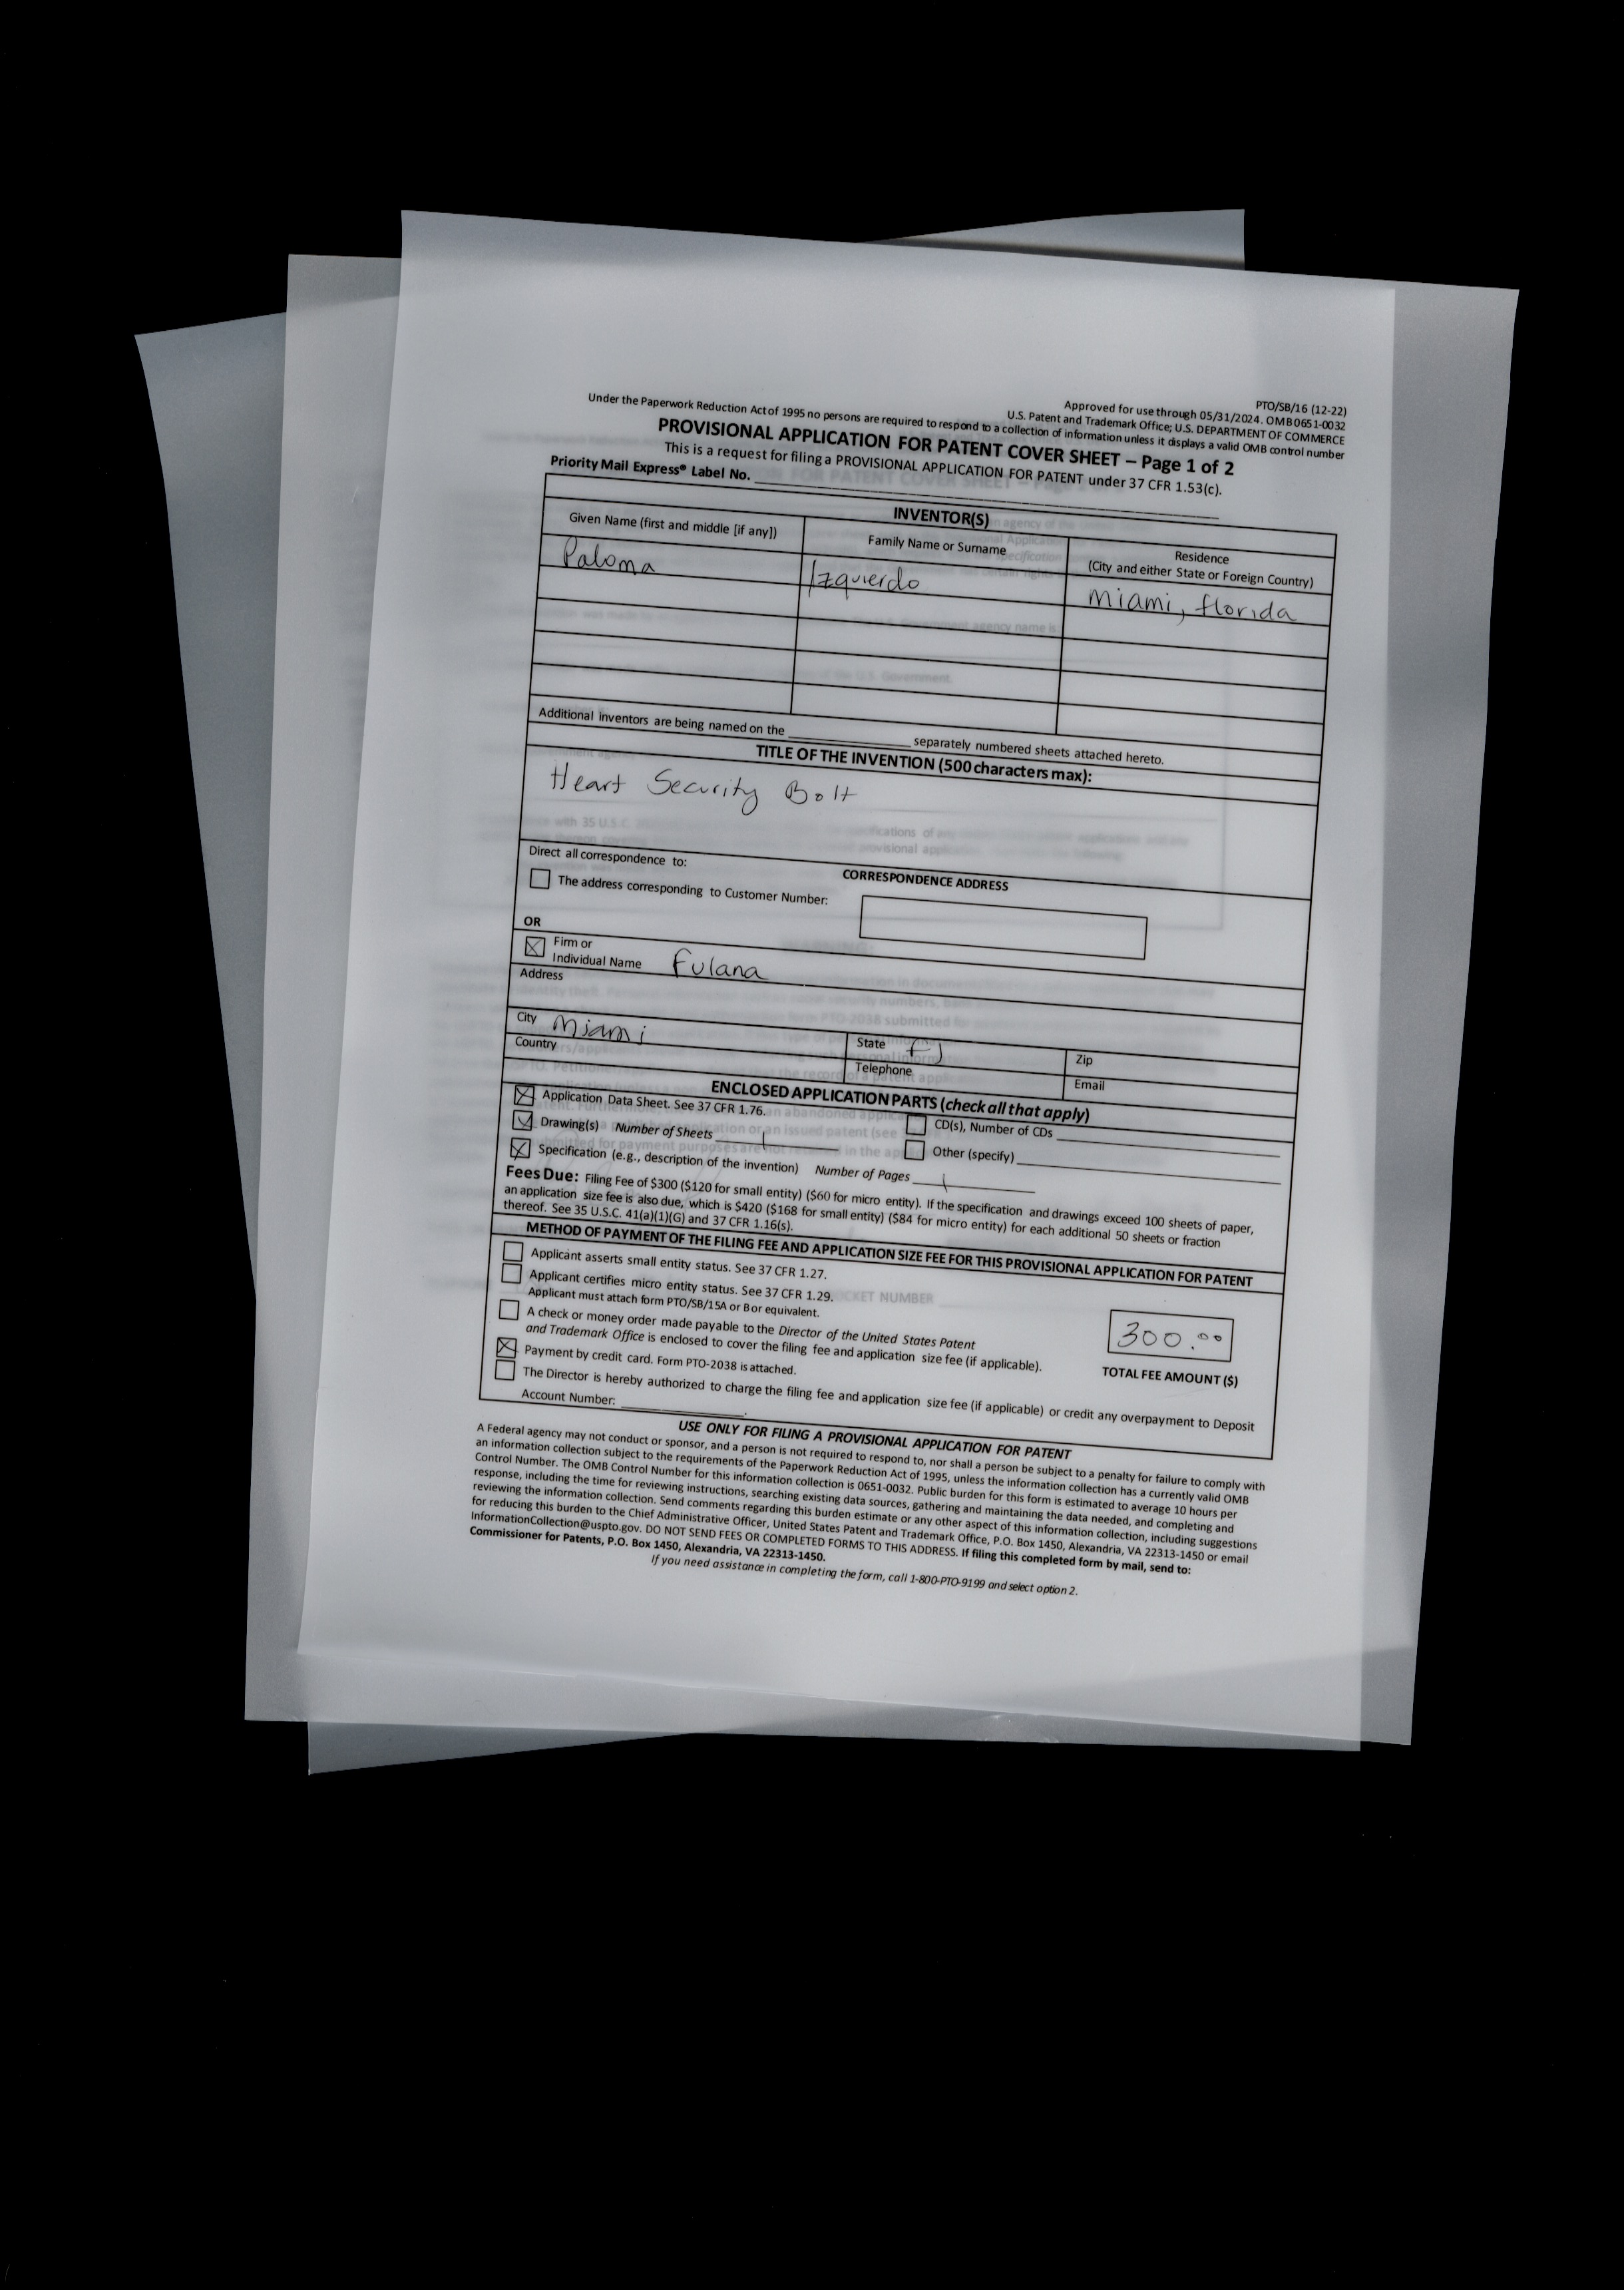 PTO/SB/16 (12-22)
Approved for use through 05/31/2024. OMB 0651-0032
U.S. Patent and Trademark Office; U.S. DEPARTMENT OF COMMERCE
Under the Paperwork Reduction Act of 1995 no persons are required to respond to a collection of information unless it displays a valid OMB control number
PROVISIONAL APPLICATION FOR PATENT COVER SHEET – Page 1 of 2
This is a request for filing a PROVISIONAL APPLICATION FOR PATENT under 37 CFR 1.53(c).
Priority Mail Express® Label No.
INVENTOR(S)
Given Name (first and middle [if any]) Family Name or Surname Residence
(City and either State or Foreign Country)
Paloma Izquierdo Miami, florida
Additional inventors are being named on the separately numbered sheets attached hereto.
TITLE OF THE INVENTION (500 characters max):
Heart Security Bolt
Direct all correspondence to: CORRESPONDENCE ADDRESS
The address corresponding to Customer Number:
OR
Firm or
Individual Name Fulana
Address
City Miami State Fl Zip
Country Telephone Email
ENCLOSED APPLICATION PARTS (check all that apply)
Application Data Sheet. See 37 CFR 1.76. CD(s), Number of CDs
Drawing(s) Number of Sheets 1 Other (specify)
Specification (e.g., description of the invention) Number of Pages 1
Fees Due: Filing Fee of $300 ($120 for small entity) ($60 for micro entity). If the specification and drawings exceed 100 sheets of paper,
an application size fee is also due, which is $420 ($168 for small entity) ($84 for micro entity) for each additional 50 sheets or fraction
thereof. See 35 U.S.C. 41(a)(1)(G) and 37 CFR 1.16(s).
METHOD OF PAYMENT OF THE FILING FEE AND APPLICATION SIZE FEE FOR THIS PROVISIONAL APPLICATION FOR PATENT
Applicant asserts small entity status. See 37 CFR 1.27.
Applicant certifies micro entity status. See 37 CFR 1.29.
Applicant must attach form PTO/SB/15A or B or equivalent.
A check or money order made payable to the Director of the United States Patent
and Trademark Office is enclosed to cover the filing fee and application size fee (if applicable).
300.00
Payment by credit card. Form PTO-2038 is attached.
TOTAL FEE AMOUNT ($)
The Director is hereby authorized to charge the filing fee and application size fee (if applicable) or credit any overpayment to Deposit
Account Number: .
USE ONLY FOR FILING A PROVISIONAL APPLICATION FOR PATENT
A Federal agency may not conduct or sponsor, and a person is not required to respond to, nor shall a person be subject to a penalty for failure to comply with
an information collection subject to the requirements of the Paperwork Reduction Act of 1995, unless the information collection has a currently valid OMB
Control Number. The OMB Control Number for this information collection is 0651-0032. Public burden for this form is estimated to average 10 hours per
response, including the time for reviewing instructions, searching existing data sources, gathering and maintaining the data needed, and completing and
reviewing the information collection. Send comments regarding this burden estimate or any other aspect of this information collection, including suggestions
for reducing this burden to the Chief Administrative Officer, United States Patent and Trademark Office, P.O. Box 1450, Alexandria, VA 22313-1450 or email
InformationCollection@uspto.gov. DO NOT SEND FEES OR COMPLETED FORMS TO THIS ADDRESS. If filing this completed form by mail, send to:
Commissioner for Patents, P.O. Box 1450, Alexandria, VA 22313-1450.
If you need assistance in completing the form, call 1-800-PTO-9199 and select option 2.